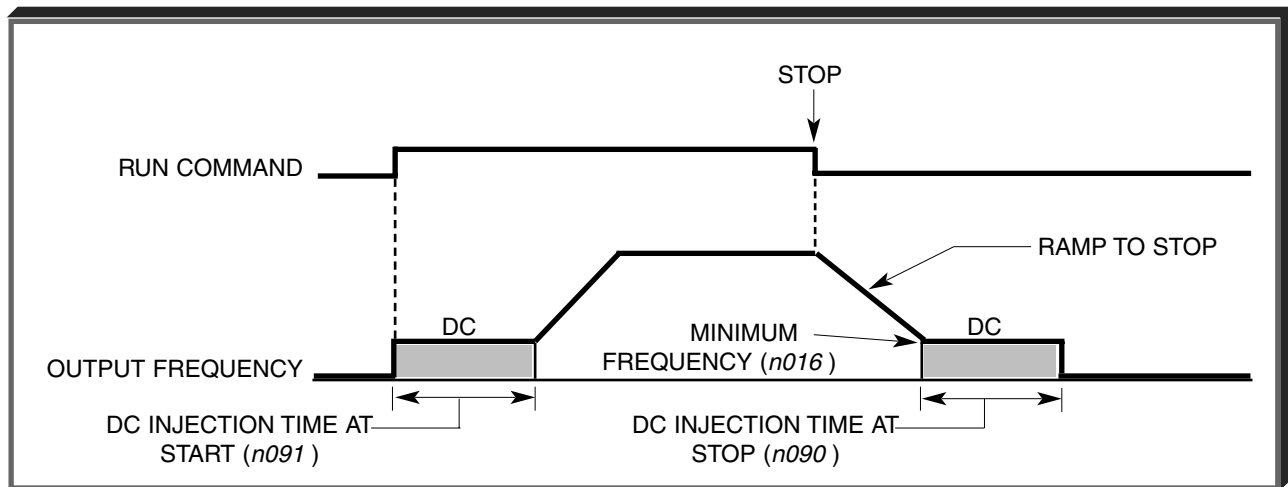 STOP
RUN COMMAND
RAMP TO STOP
DC
MINIMUM
FREQUENCY (n016 )
DC
OUTPUT FREQUENCY
DC INJECTION TIME AT
START (n091 )
DC INJECTION TIME AT
STOP (n090 )